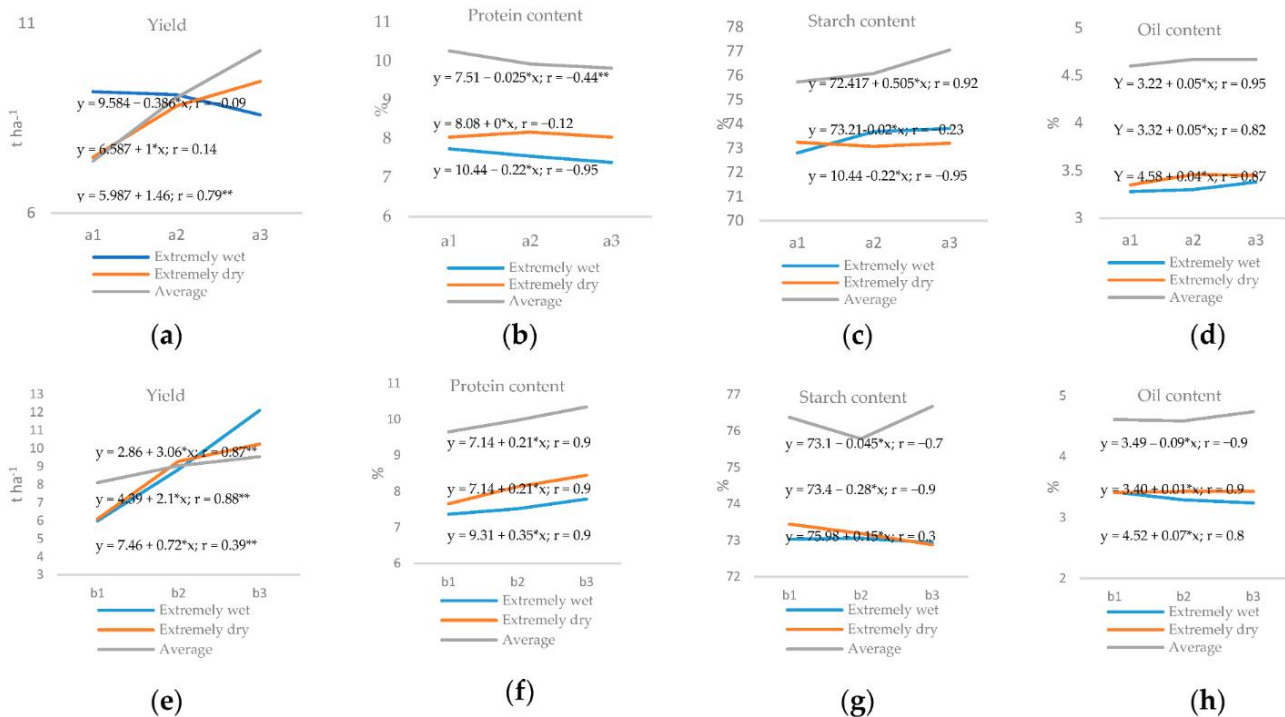 Yield
11
6
t ha-1
y = 9.584 − 0.386*x; r = −0.09
y = 6.587 + 1*x; r = 0.14
y = 5.987 + 1.46; r = 0.79**
a1 a2 a3
Extremely wet
Extremely dry
Average
(a)
Protein content
11
10
9
8
7
6
%
y = 7.51 − 0.025*x; r = −0.44**
y = 8.08 + 0*x, r = −0.12
y = 10.44 − 0.22*x; r = −0.95
a1 a2 a3
Extremely wet
Extremely dry
Average
(b)
Starch content
78
77
76
75
74
73
72
71
70
%
y = 72.417 + 0.505*x; r = 0.92
y = 73.21-0.02*x; r = −0.23
y = 10.44 -0.22*x; r = −0.95
a1 a2 a3
Extremely wet
Extremely dry
Average
(c)
Oil content
5
4.5
4
3.5
3
%
Y = 3.22 + 0.05*x; r = 0.95
Y = 3.32 + 0.05*x; r = 0.82
Y = 4.58 + 0.04*x; r = 0.87
a1 a2 a3
Extremely wet
Extremely dry
Average
(d)
Yield
13
12
11
10
9
8
7
6
5
4
3
t ha-1
y = 2.86 + 3.06*x; r = 0.87**
y = 4.39 + 2.1*x; r = 0.88**
y = 7.46 + 0.72*x; r = 0.39**
b1 b2 b3
Extremely wet
Extremely dry
Average
(e)
Protein content
11
10
9
8
7
6
%
y = 7.14 + 0.21*x; r = 0.9
y = 7.14 + 0.21*x; r = 0.9
y = 9.31 + 0.35*x; r = 0.9
b1 b2 b3
Extremely wet
Extremely dry
Average
(f)
Starch content
77
76
75
74
73
72
%
y = 73.1 − 0.045*x; r = −0.7
y = 73.4 − 0.28*x; r = −0.9
y = 75.98 + 0.15*x; r = 0.3
b1 b2 b3
Extremely wet
Extremely dry
Average
(g)
Oil content
5
4
3
2
%
y = 3.49 − 0.09*x; r = −0.9
y = 3.40 + 0.01*x; r = 0.9
y = 4.52 + 0.07*x; r = 0.8
b1 b2 b3
Extremely wet
Extremely dry
Average
(h)